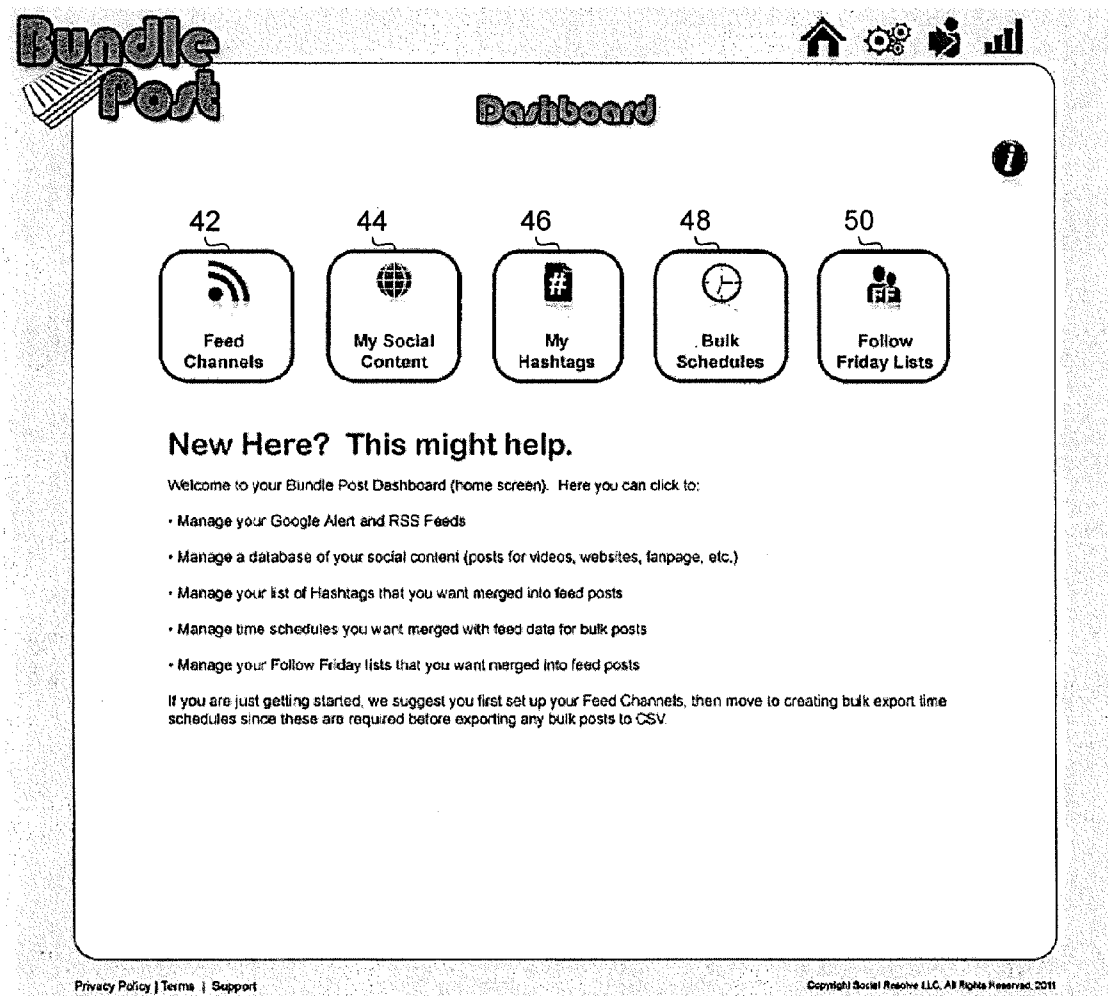 Bundle
Post
Dashboard
i
42 44 46 48 50
#
FF
Feed
Channels
My Social
Content
My
Hashtags
Bulk
Schedules
Follow
Friday Lists
New Here? This might help.
Welcome to your Bundle Post Dashboard (home screen). Here you can click to:
• Manage your Google Alert and RSS Feeds
• Manage a database of your social content (posts for videos, websites, fanpage, etc.)
• Manage your list of Hashtags that you want merged into feed posts
• Manage time schedules you want merged with feed data for bulk posts
• Manage your Follow Friday lists that you want merged into feed posts
If you are just getting started, we suggest you first set up your Feed Channels, then move to creating bulk export time
schedules since these are required before exporting any bulk posts to CSV.
Privacy Policy | Terms | Support
Copyright Social Resolve LLC, All Rights Reserved, 2011